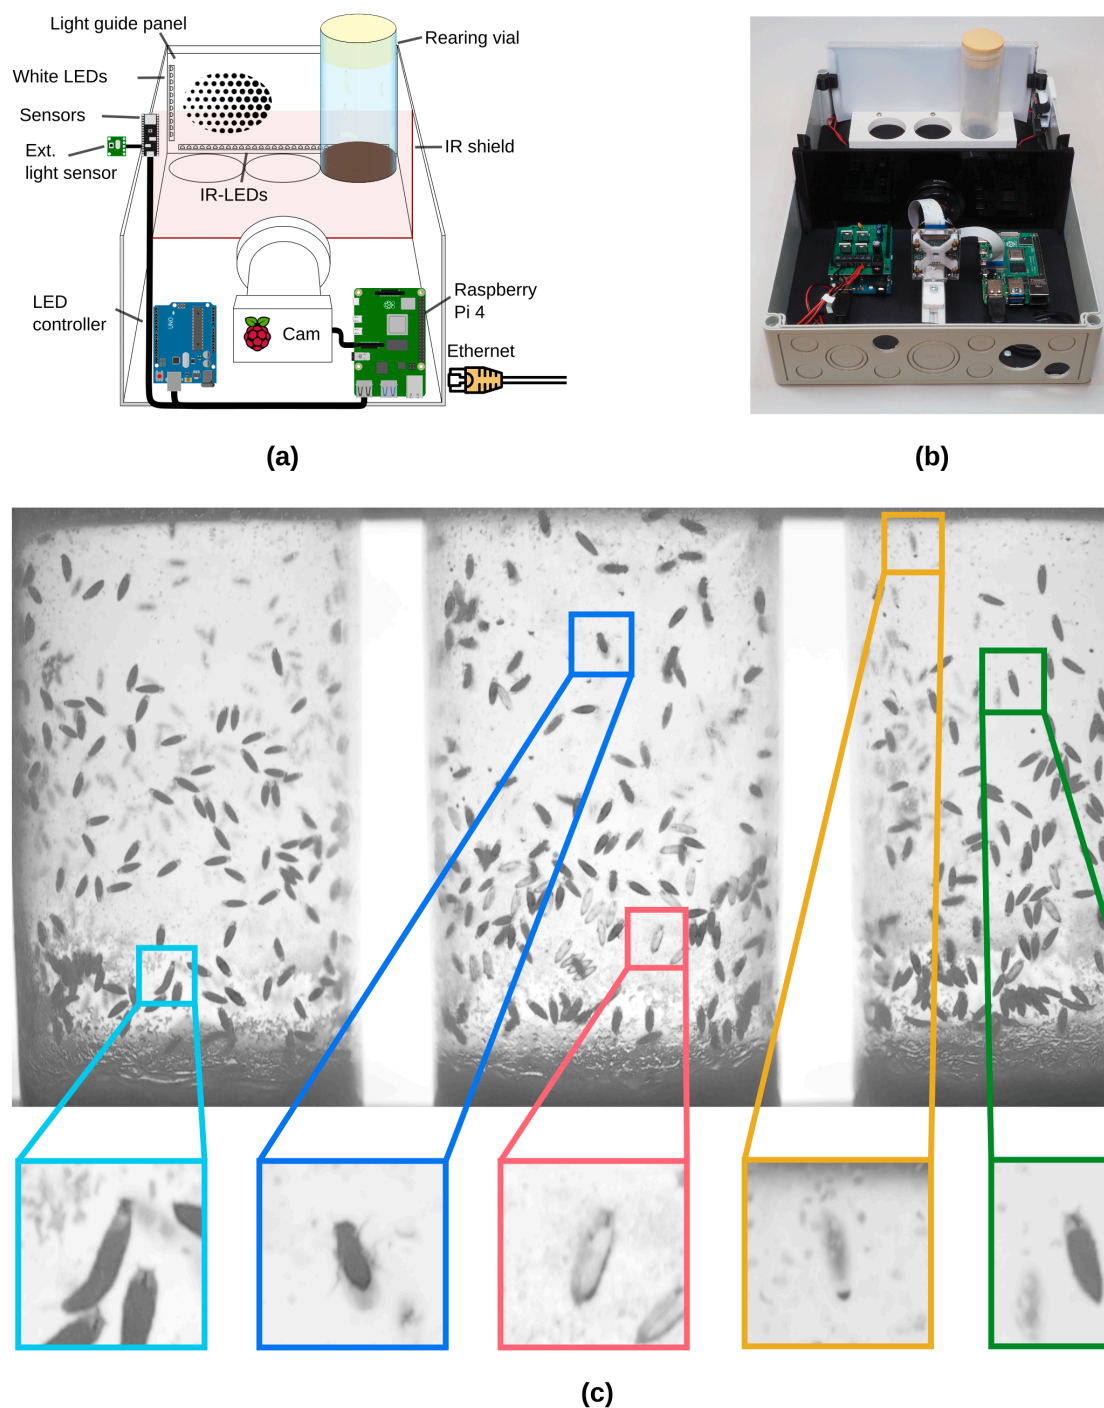 Light guide panel
Rearing vial
White LEDs
Sensors
Ext.
light sensor
IR shield
IR-LEDs
LED
controller
UNO
Cam
Raspberry
Pi 4
Ethernet
(a)
(b)
(c)